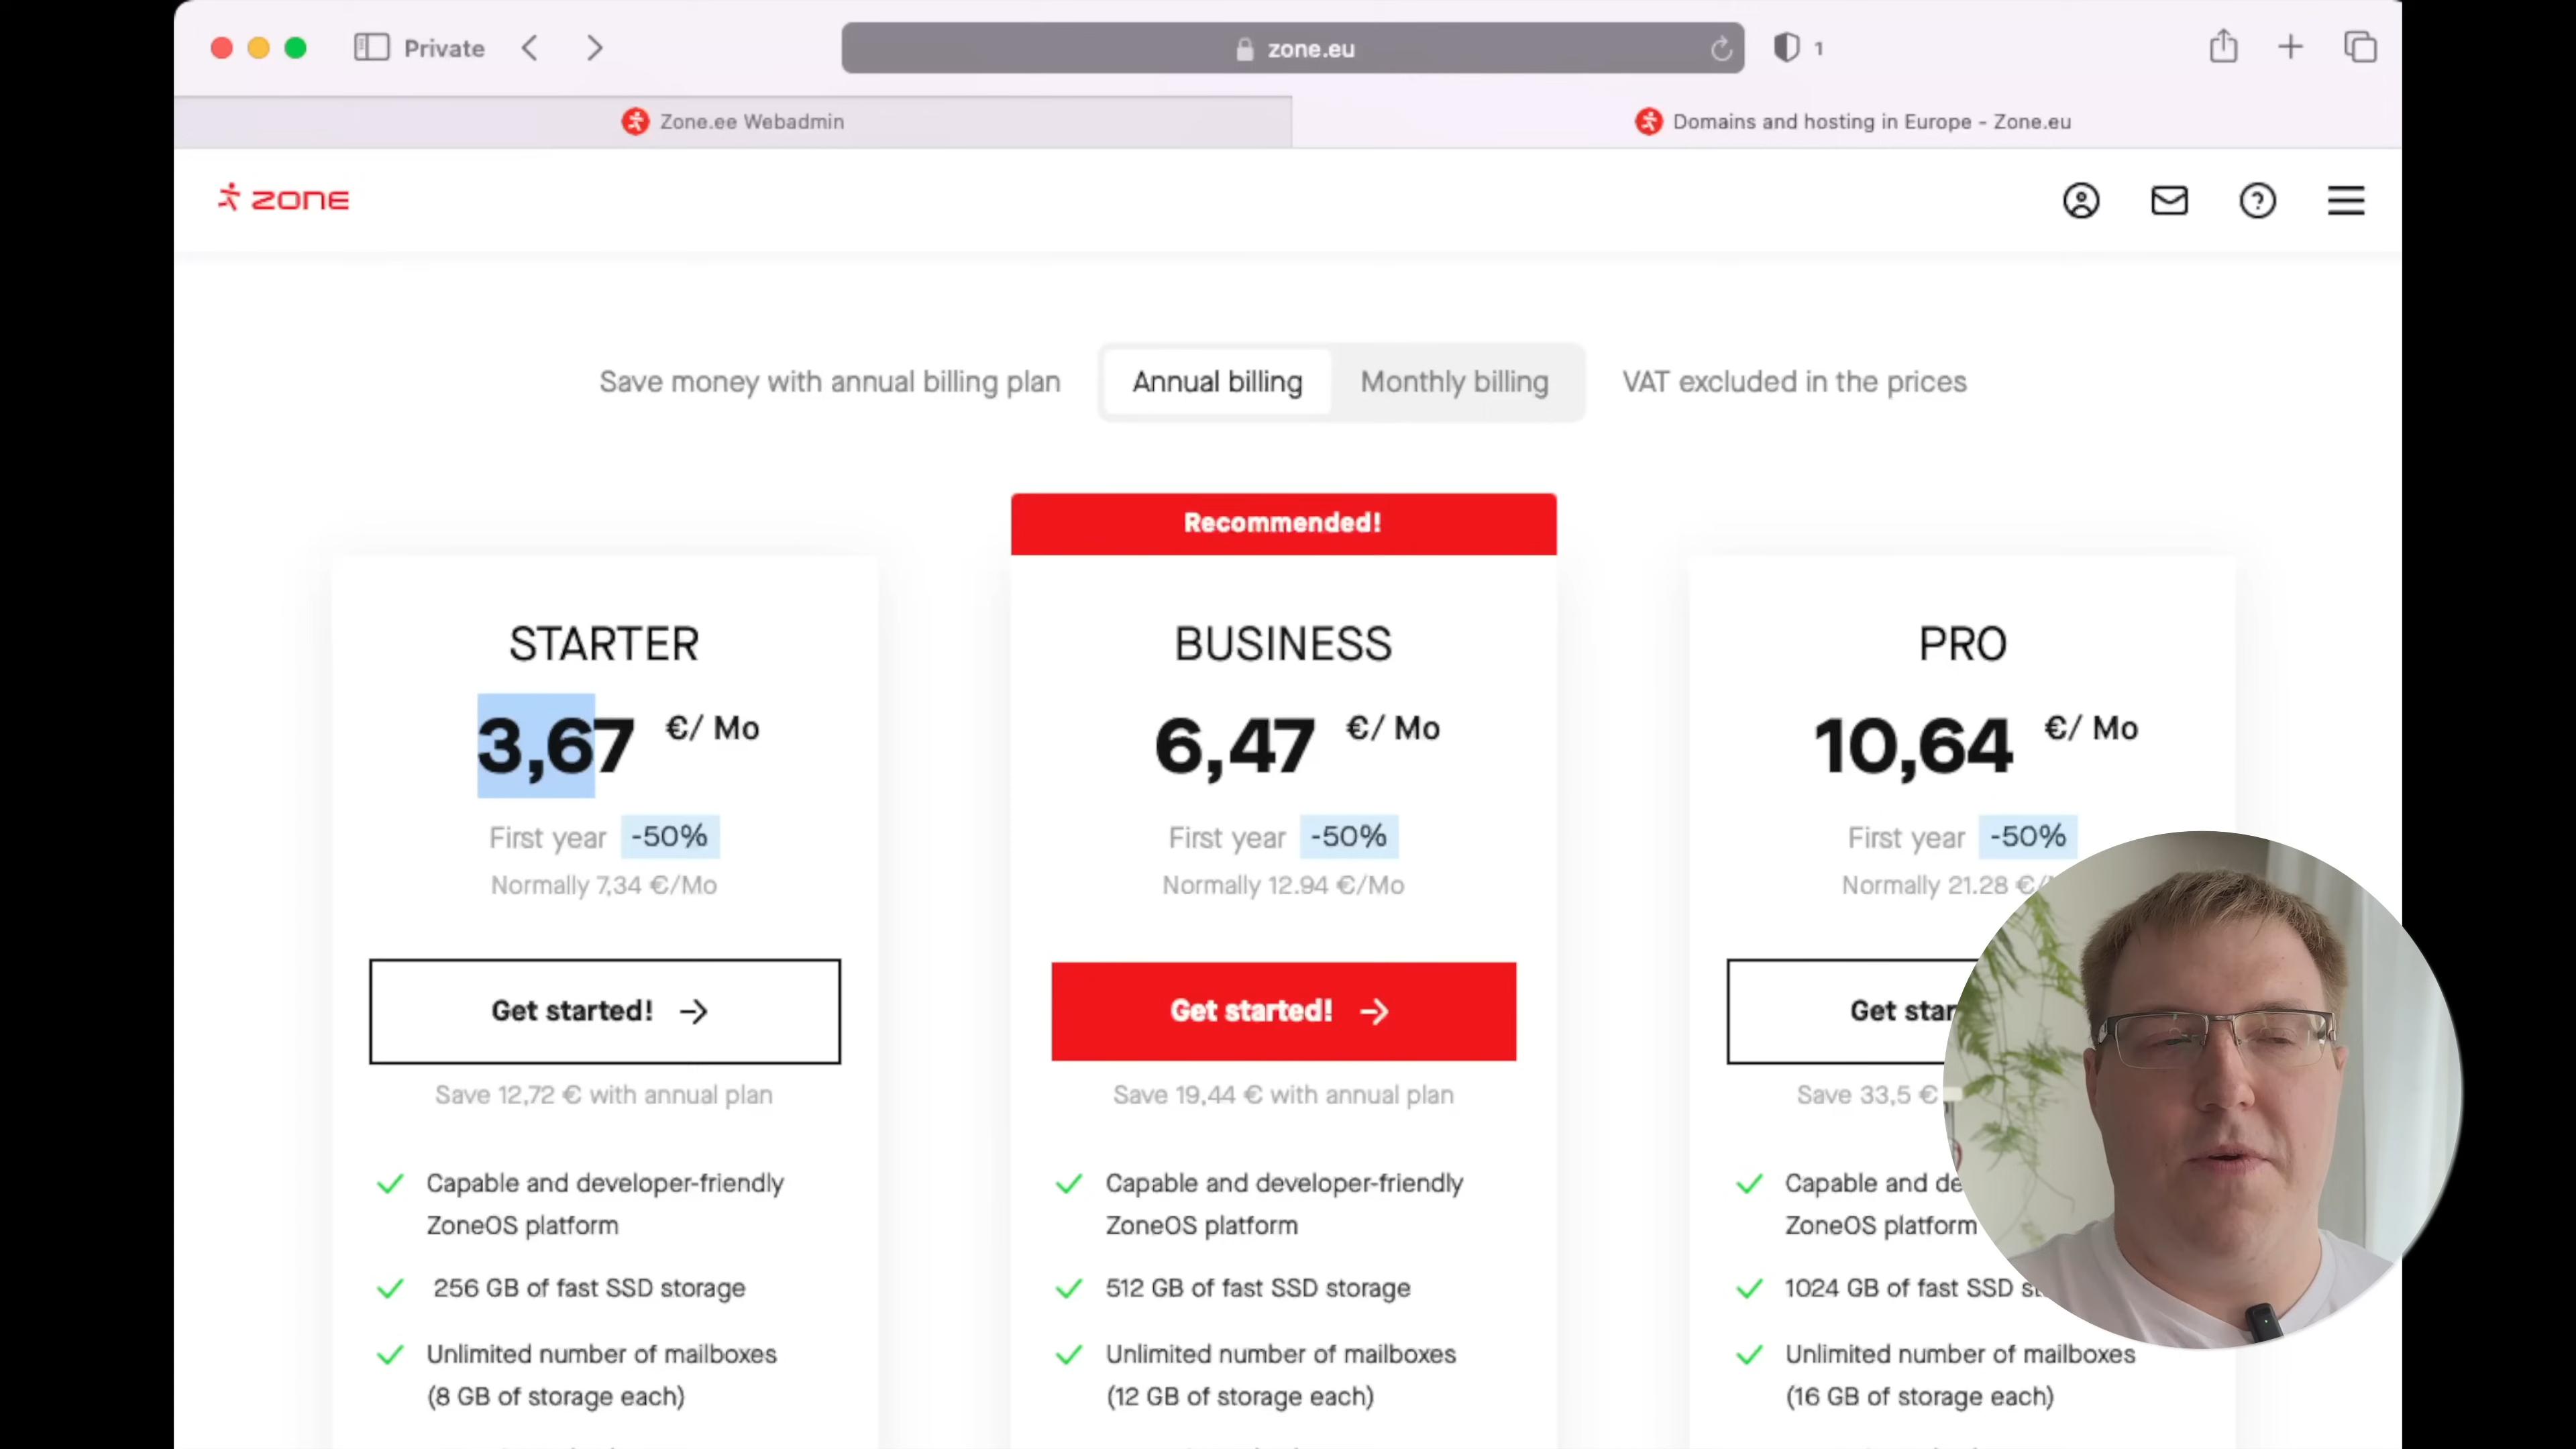 Private
zone.eu
1
Zone.ee Webadmin
Domains and hosting in Europe - Zone.eu
ZONE
Save money with annual billing plan
Annual billing
Monthly billing
VAT excluded in the prices
Recommended!
STARTER
3,67 €/ Mo
First year -50%
Normally 7,34 €/Mo
Get started!
Save 12,72 € with annual plan
Capable and developer-friendly
ZoneOS platform
256 GB of fast SSD storage
Unlimited number of mailboxes
(8 GB of storage each)
BUSINESS
6,47 €/ Mo
First year -50%
Normally 12.94 €/Mo
Get started!
Save 19,44 € with annual plan
Capable and developer-friendly
ZoneOS platform
512 GB of fast SSD storage
Unlimited number of mailboxes
(12 GB of storage each)
PRO
10,64 €/ Mo
First year -50%
Normally 21.28 €/
Get
Save 33,5 €
Capable and
ZoneOS platform
1024 GB of fast SSD
Unlimited number of mailboxes
(16 GB of storage each)